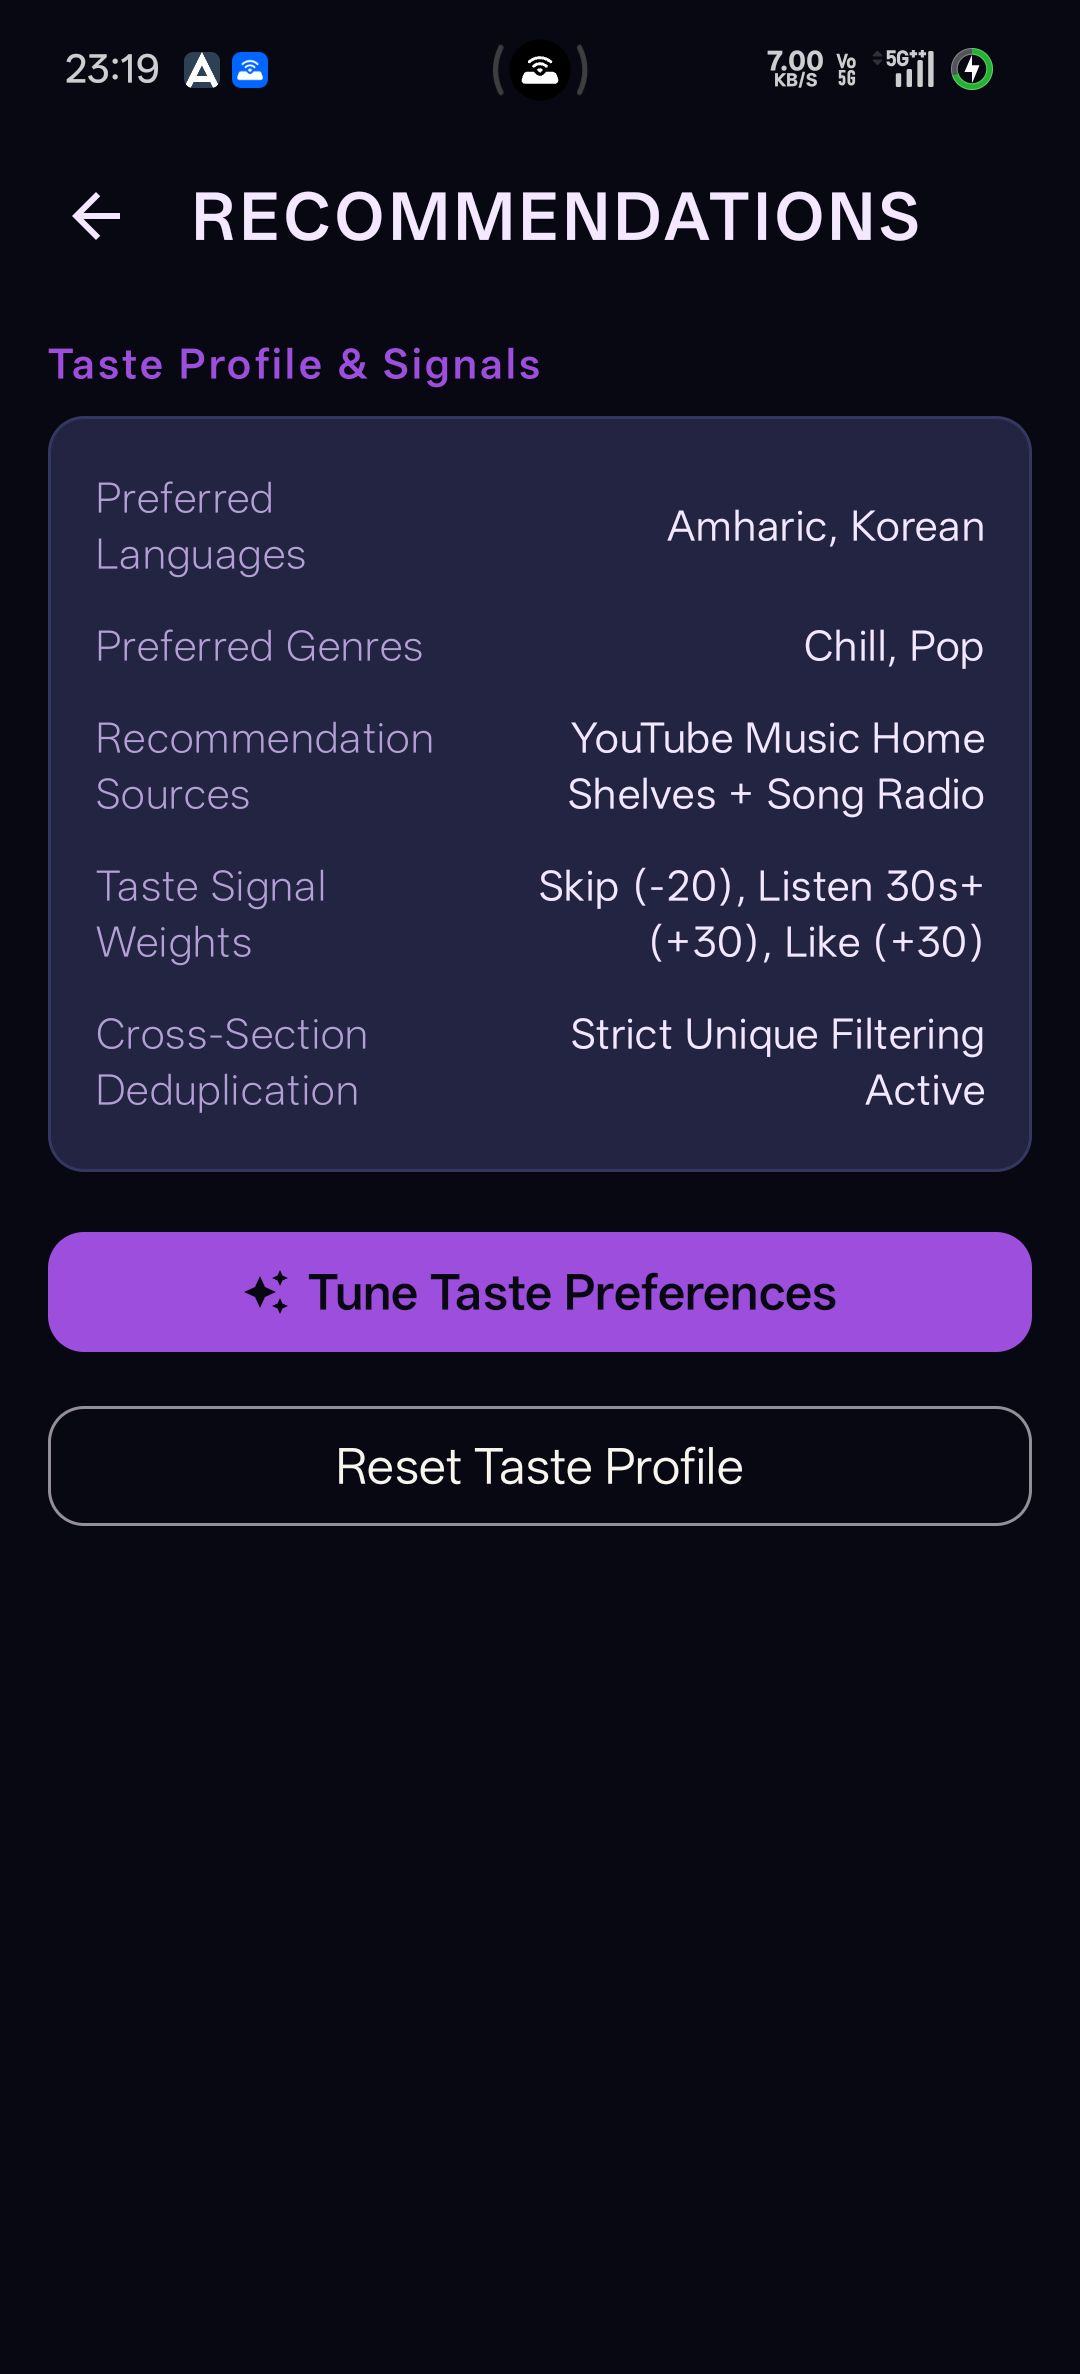 23:19
7.00 KB/S Vo 5G 5G++
RECOMMENDATIONS
Taste Profile & Signals
Preferred
Languages
Amharic, Korean
Preferred Genres
Chill, Pop
Recommendation
Sources
YouTube Music Home
Shelves + Song Radio
Taste Signal
Weights
Skip (-20), Listen 30s+
(+30), Like (+30)
Cross-Section
Deduplication
Strict Unique Filtering
Active
Tune Taste Preferences
Reset Taste Profile